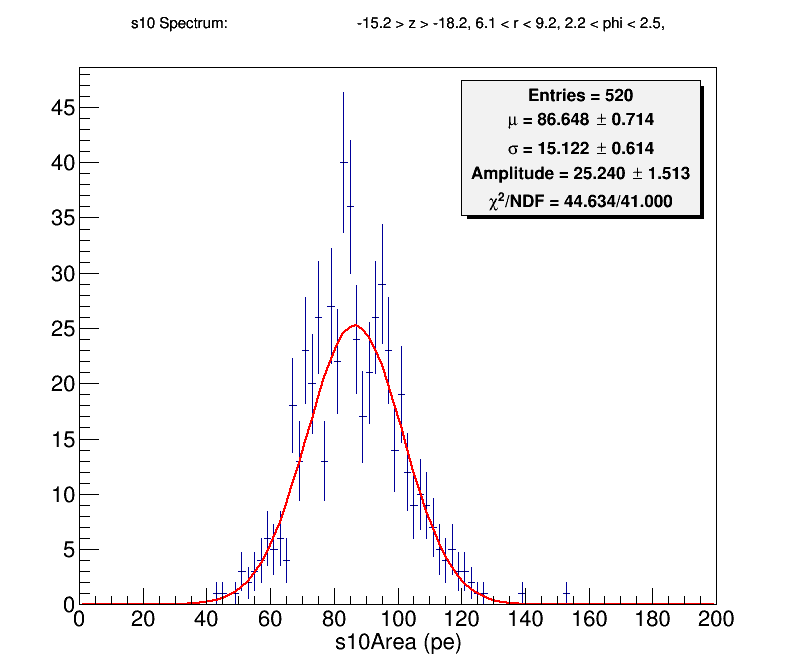 s10 Spectrum: -15.2 > z > -18.2, 6.1 < r < 9.2, 2.2 < phi < 2.5,
Entries = 520
μ = 86.648 ± 0.714
σ = 15.122 ± 0.614
Amplitude = 25.240 ± 1.513
χ²/NDF = 44.634/41.000
45
40
35
30
25
20
15
10
5
0
0 20 40 60 80 100 120 140 160 180 200
s10Area (pe)